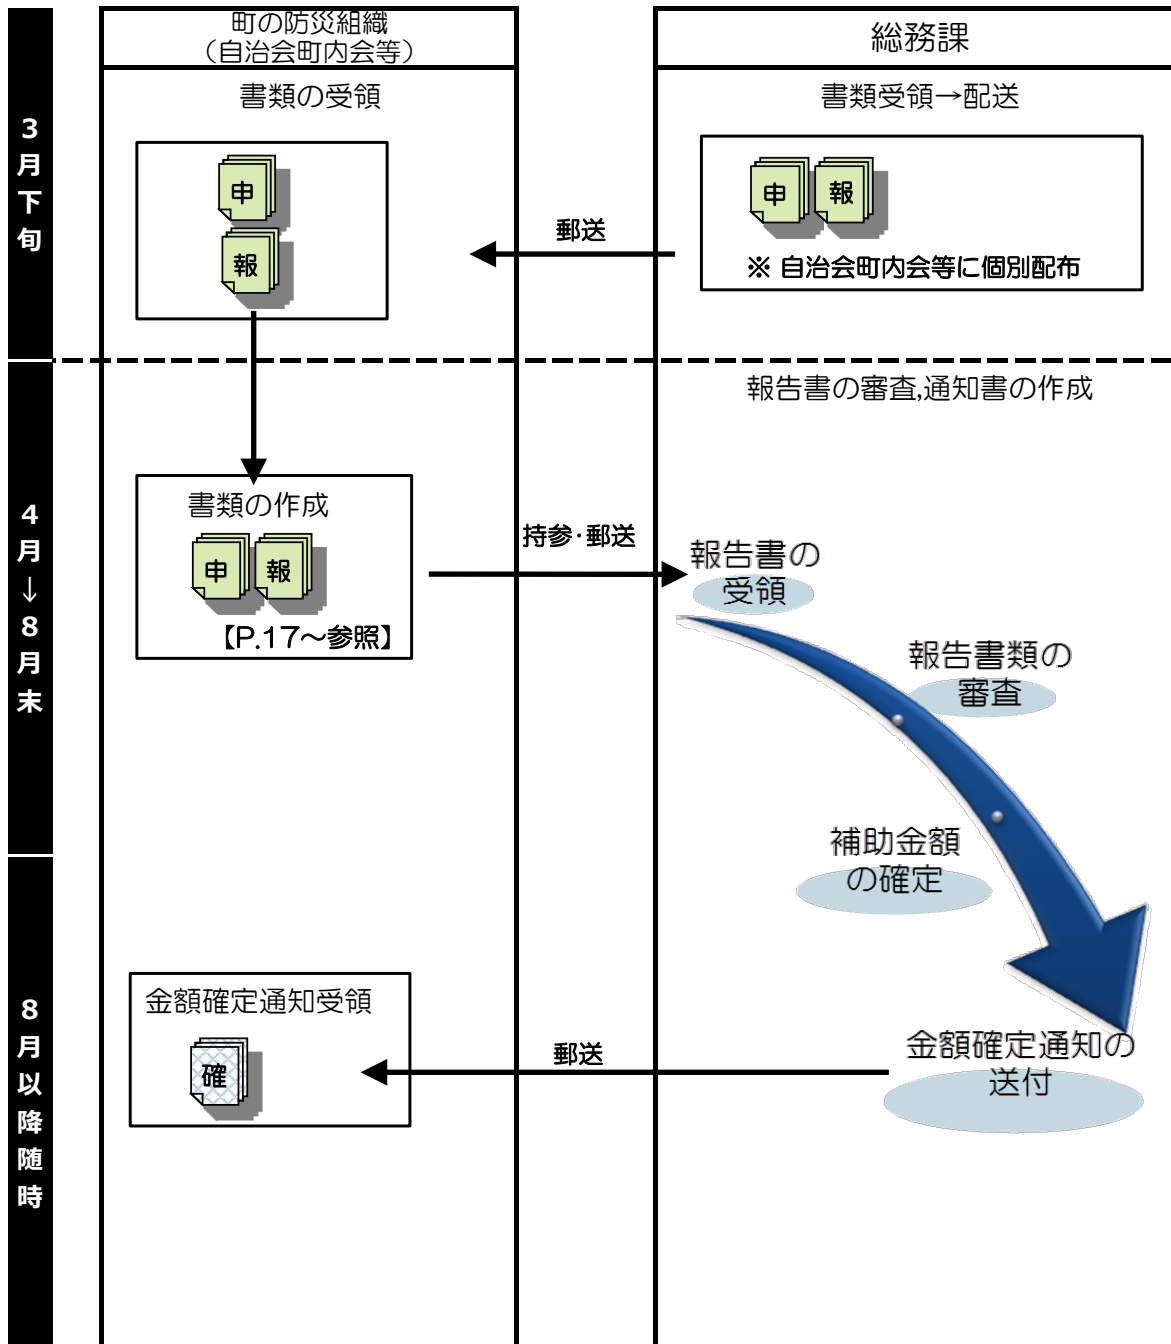 町の防災組織
（自治会町内会等）
総務課
3月下旬
書類の受領
書類受領→配送
申
報
申
報
郵送
※ 自治会町内会等に個別配布
4月→8月末
報告書の審査,通知書の作成
書類の作成
申
報
【P.17～参照】
持参・郵送
報告書の
受領
報告書類の
審査
補助金額
の確定
8月以降随時
金額確定通知受領
確
郵送
金額確定通知の
送付